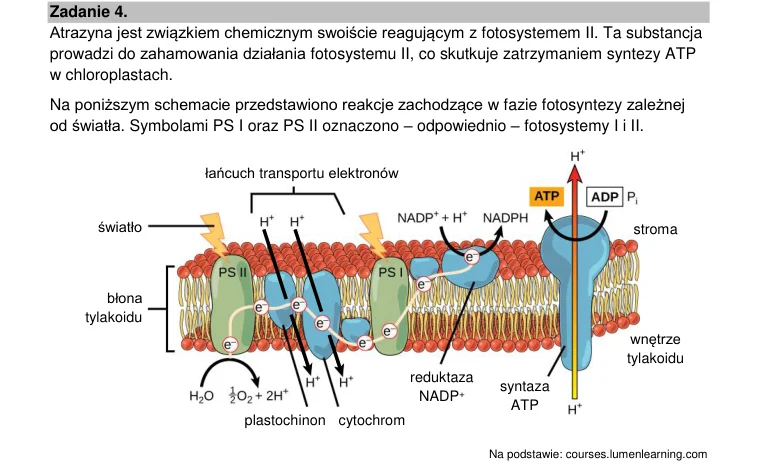 Zadanie 4.
Atrazyna jest związkiem chemicznym swoiście reagującym z fotosystemem II. Ta substancja
prowadzi do zahamowania działania fotosystemu II, co skutkuje zatrzymaniem syntezy ATP
w chloroplastach.
Na poniższym schemacie przedstawiono reakcje zachodzące w fazie fotosyntezy zależnej
od światła. Symbolami PS I oraz PS II oznaczono – odpowiednio – fotosystemy I i II.
H⁺
łańcuch transportu elektronów
ATP
ADP Pᵢ
H⁺ H⁺
NADP⁺ + H⁺ NADPH
światło
stroma
PS II
PS I
e⁻
błona
tylakoidu
e⁻ e⁻
e⁻
e⁻
e⁻ e⁻
e⁻
wnętrze
tylakoidu
H⁺ H⁺
reduktaza
NADP⁺
syntaza
ATP
H₂O ½O₂ + 2H⁺
H⁺
plastochinon cytochrom
Na podstawie: courses.lumenlearning.com